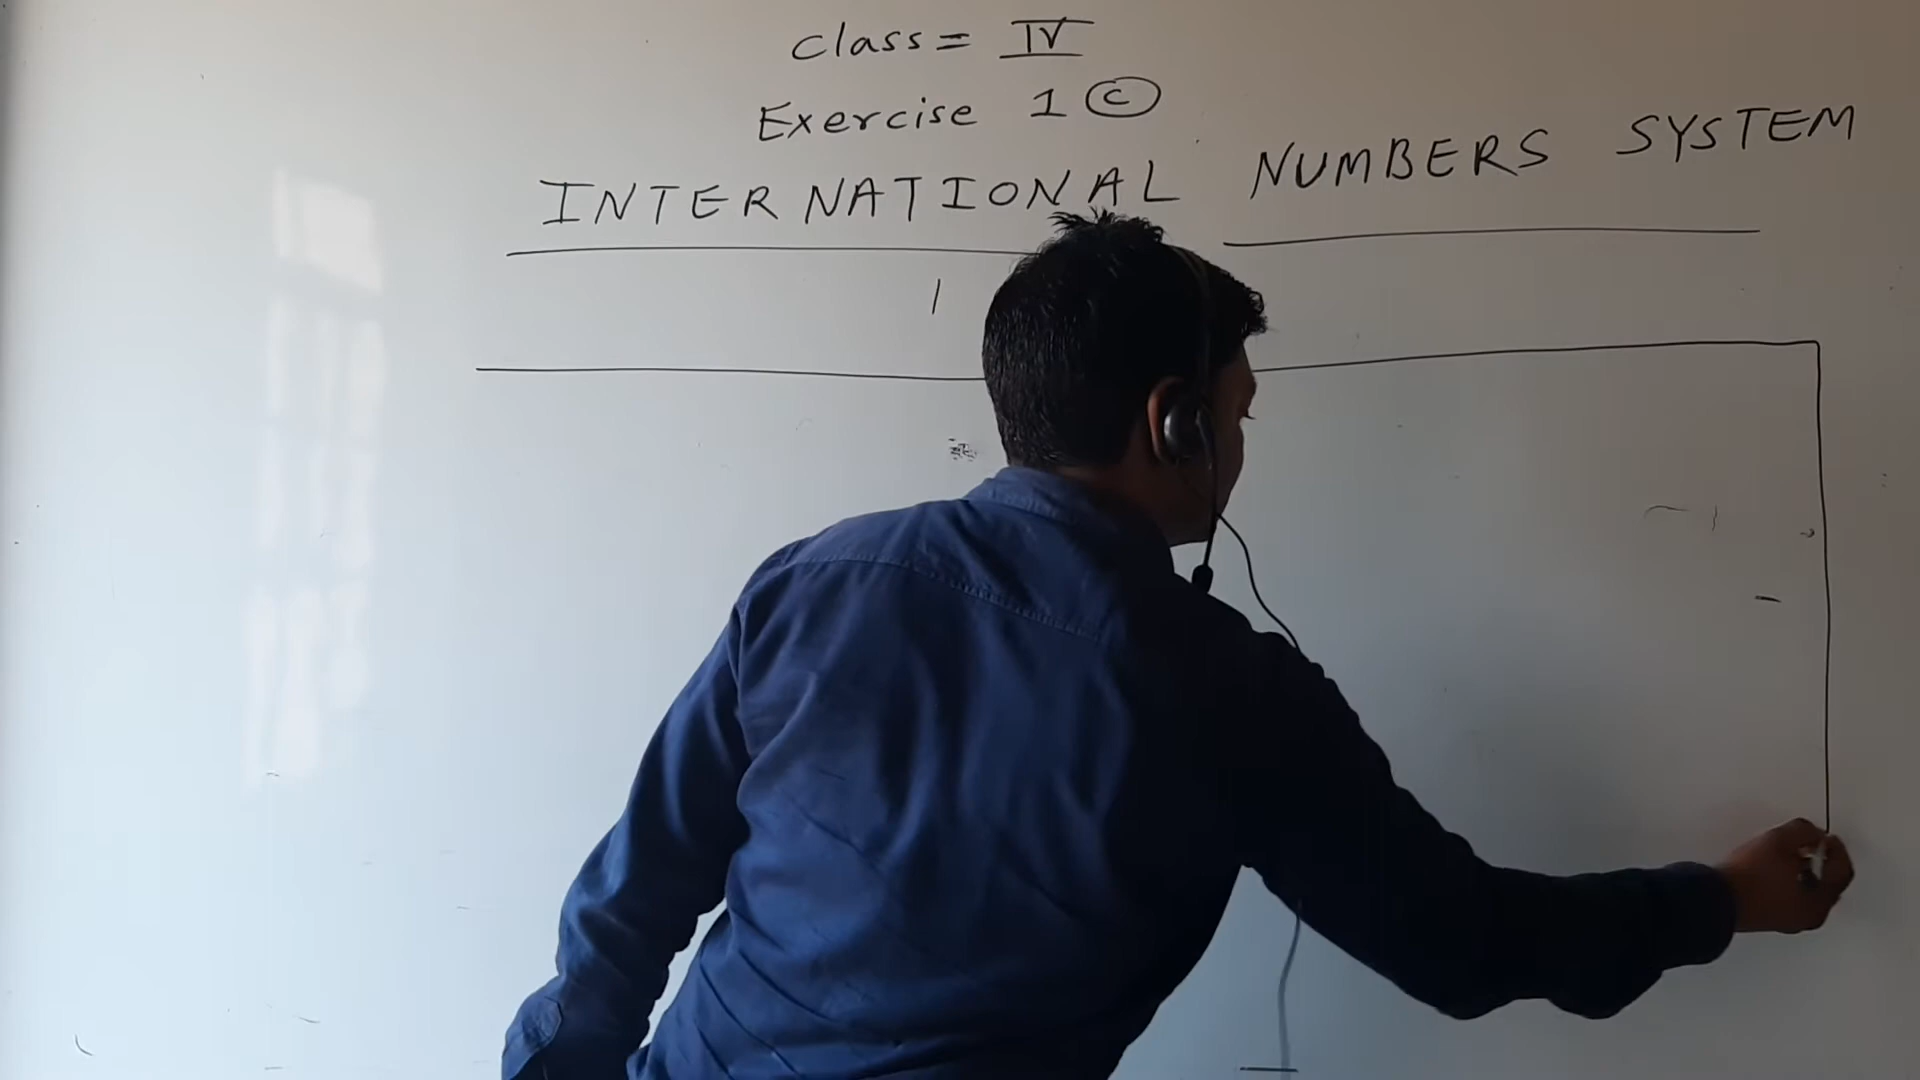 Class = IV
Exercise 1 (c)
INTERNATIONAL NUMBERS SYSTEM